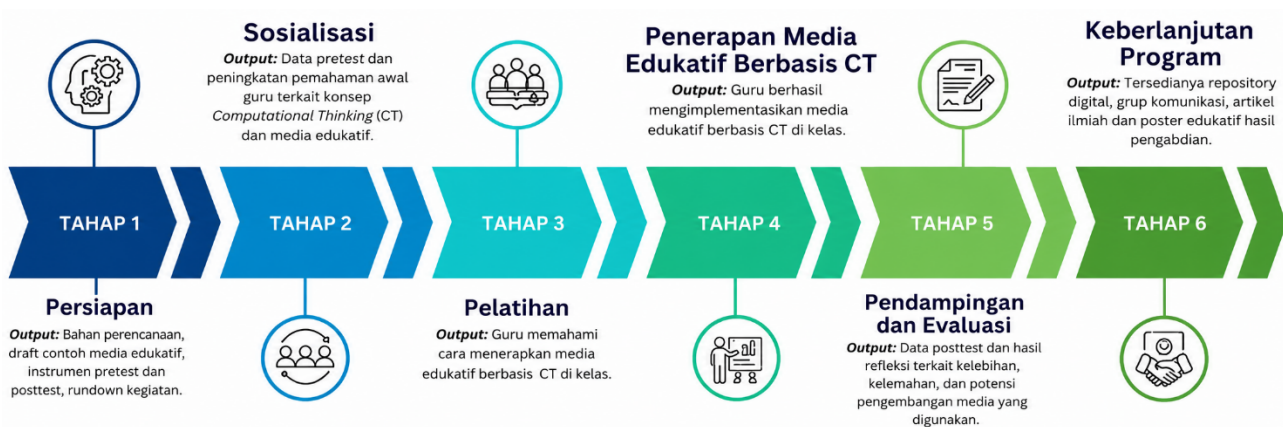 Sosialisasi
Output: Data pretest dan
peningkatan pemahaman awal
guru terkait konsep
Computational Thinking (CT)
dan media edukatif.
Penerapan Media
Edukatif Berbasis CT
Output: Guru berhasil
mengimplementasikan media
edukatif berbasis CT di kelas.
Keberlanjutan
Program
Output: Tersedianya repository
digital, grup komunikasi, artikel
ilmiah dan poster edukatif hasil
pengabdian.
TAHAP 1
TAHAP 2
TAHAP 3
TAHAP 4
TAHAP 5
TAHAP 6
Persiapan
Output: Bahan perencanaan,
draft contoh media edukatif,
instrumen pretest dan
posttest, rundown kegiatan.
Pelatihan
Output: Guru memahami
cara menerapkan media
edukatif berbasis CT di kelas.
Pendampingan
dan Evaluasi
Output: Data posttest dan hasil
refleksi terkait kelebihan,
kelemahan, dan potensi
pengembangan media yang
digunakan.